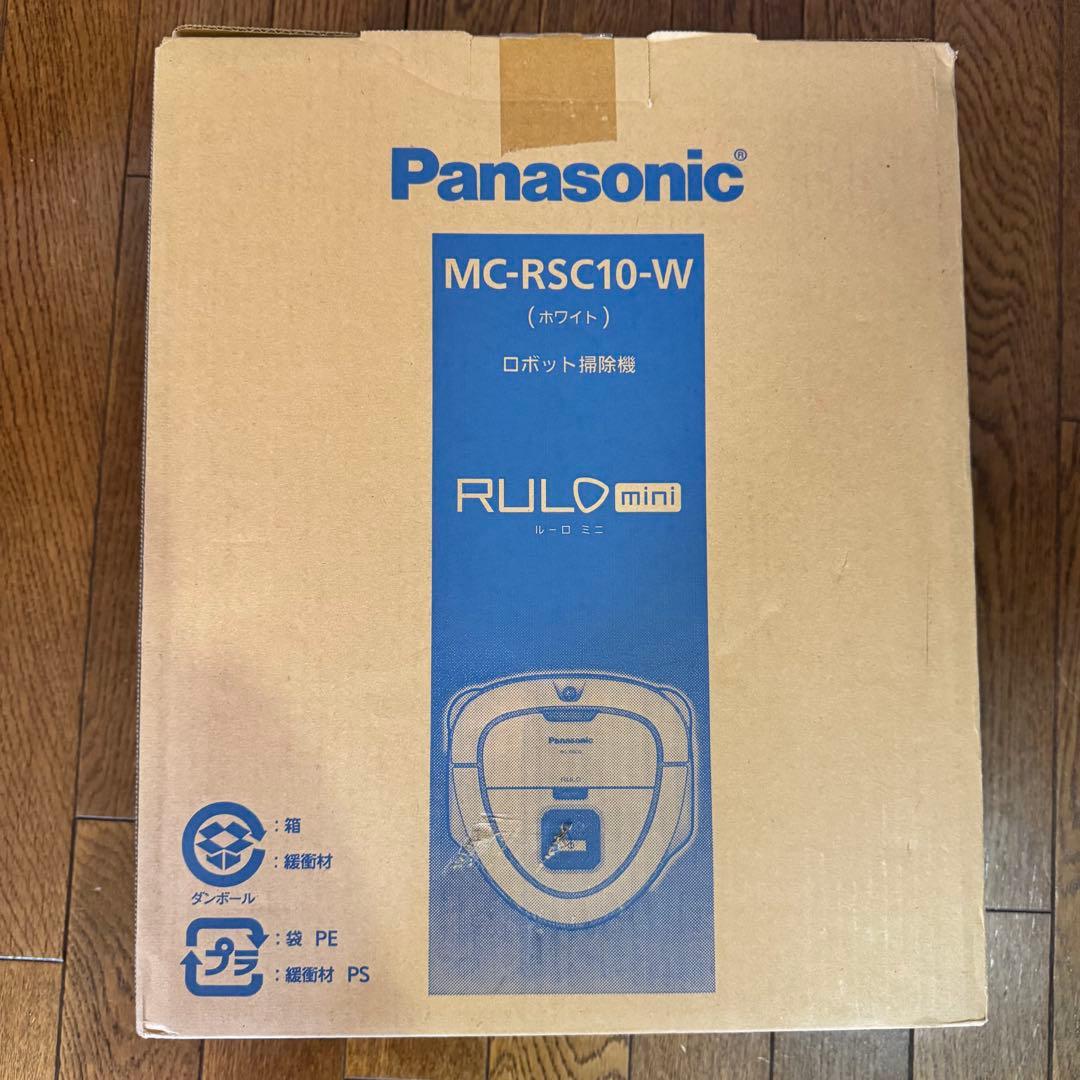 Panasonic®
MC-RSC10-W
(ホワイト)
ロボット掃除機
RULO mini
ルーロ ミニ
Panasonic
RULO
:箱
:緩衝材
ダンボール
プラ
:袋 PE
:緩衝材 PS